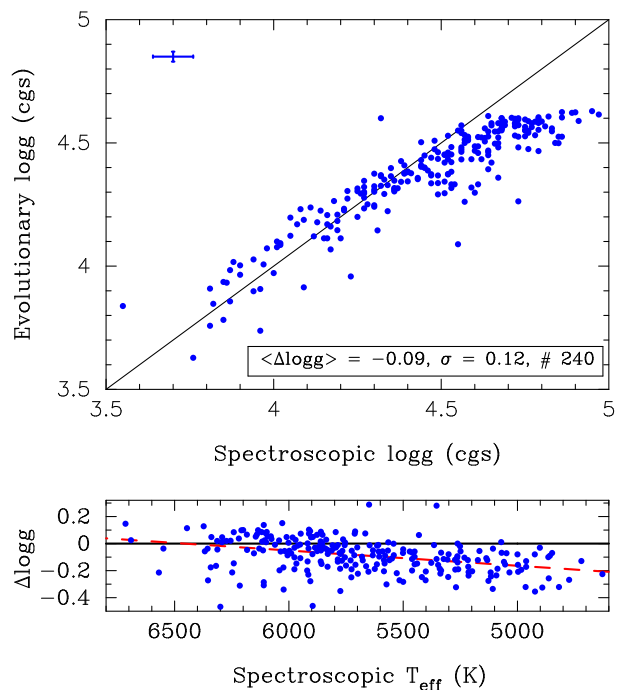 5
4.5
4
3.5
Evolutionary logg (cgs)
<Δlogg> = −0.09, σ = 0.12, # 240
3.5 4 4.5 5
Spectroscopic logg (cgs)
0.2
0
−0.2
−0.4
Δlogg
6500 6000 5500 5000
Spectroscopic T_eff (K)